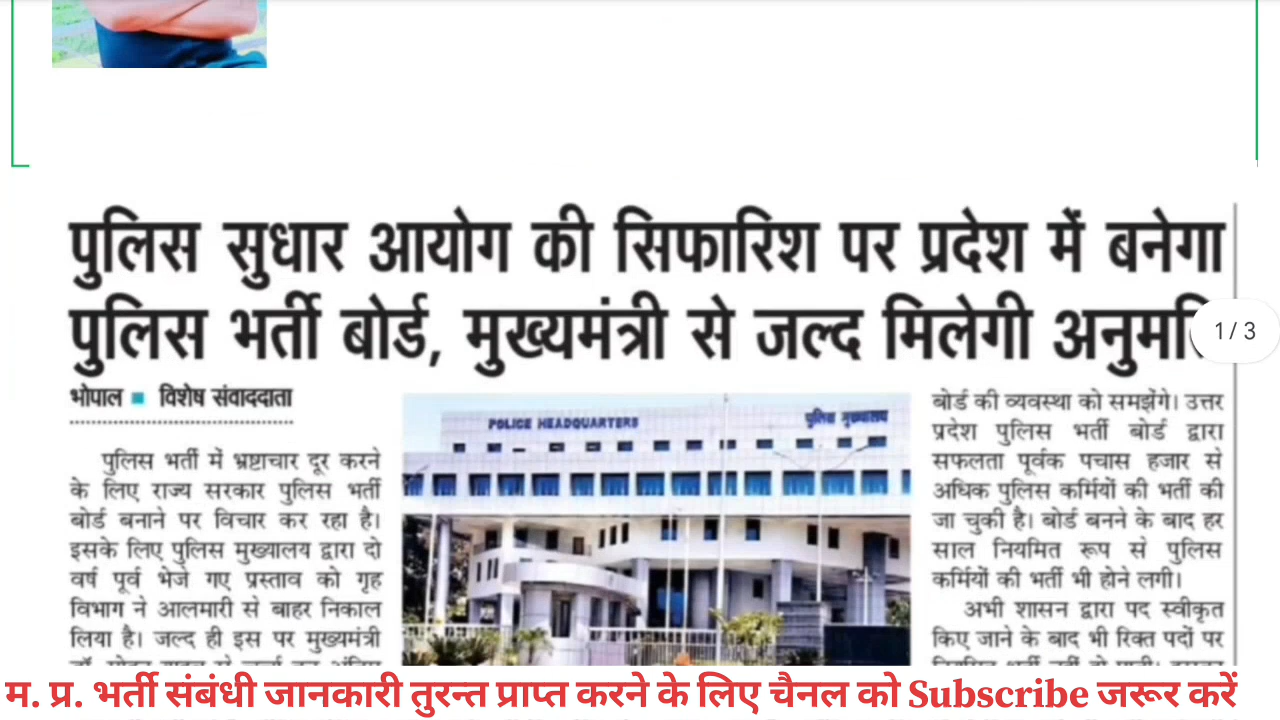 पुलिस सुधार आयोग की सिफारिश पर प्रदेश में बनेगा
पुलिस भर्ती बोर्ड, मुख्यमंत्री से जल्द मिलेगी
1 / 3
भोपाल ■ विशेष संवाददाता
पुलिस भर्ती में भ्रष्टाचार दूर करने
के लिए राज्य सरकार पुलिस भर्ती
बोर्ड बनाने पर विचार कर रहा है।
इसके लिए पुलिस मुख्यालय द्वारा दो
वर्ष पूर्व भेजे गए प्रस्ताव को गृह
विभाग ने आलमारी से बाहर निकाल
लिया है। जल्द ही इस पर मुख्यमंत्री
POLICE HEADQUARTERS
पुलिस मुख्यालय
बोर्ड की व्यवस्था को समझेंगे। उत्तर
प्रदेश पुलिस भर्ती बोर्ड द्वारा
सफलता पूर्वक पचास हजार से
अधिक पुलिस कर्मियों की भर्ती की
जा चुकी है। बोर्ड बनने के बाद हर
साल नियमित रूप से पुलिस
कर्मियों की भर्ती भी होने लगी।
अभी शासन द्वारा पद स्वीकृत
किए जाने के बाद भी रिक्त पदों पर
म. प्र. भर्ती संबंधी जानकारी तुरन्त प्राप्त करने के लिए चैनल को Subscribe जरूर करें